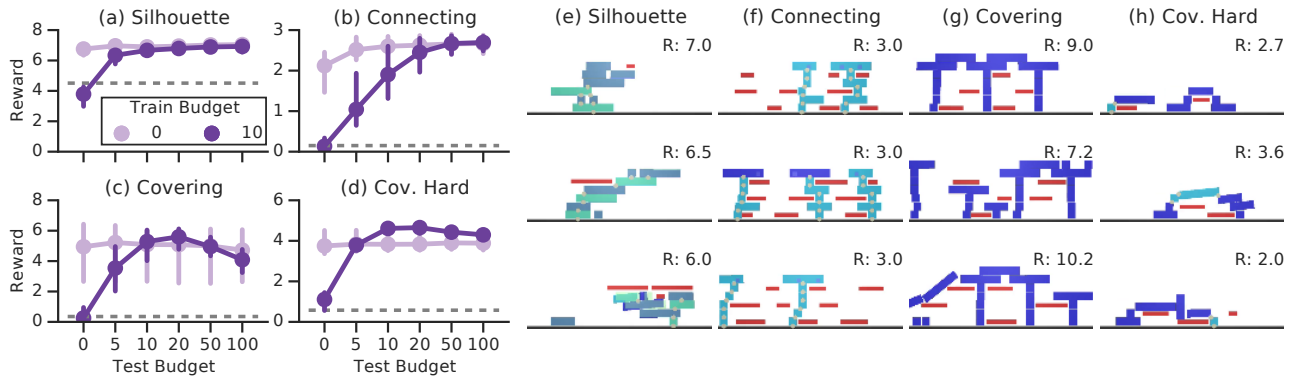 (a) Silhouette
8
6
4
2
0
Reward
Train Budget
0 10
(b) Connecting
3
2
1
0
(c) Covering
8
6
4
2
0
Reward
0 5 10 20 50 100
Test Budget
(d) Cov. Hard
6
4
2
0
0 5 10 20 50 100
Test Budget
(e) Silhouette
R: 7.0
R: 6.5
R: 6.0
(f) Connecting
R: 3.0
R: 3.0
R: 3.0
(g) Covering
R: 9.0
R: 7.2
R: 10.2
(h) Cov. Hard
R: 2.7
R: 3.6
R: 2.0